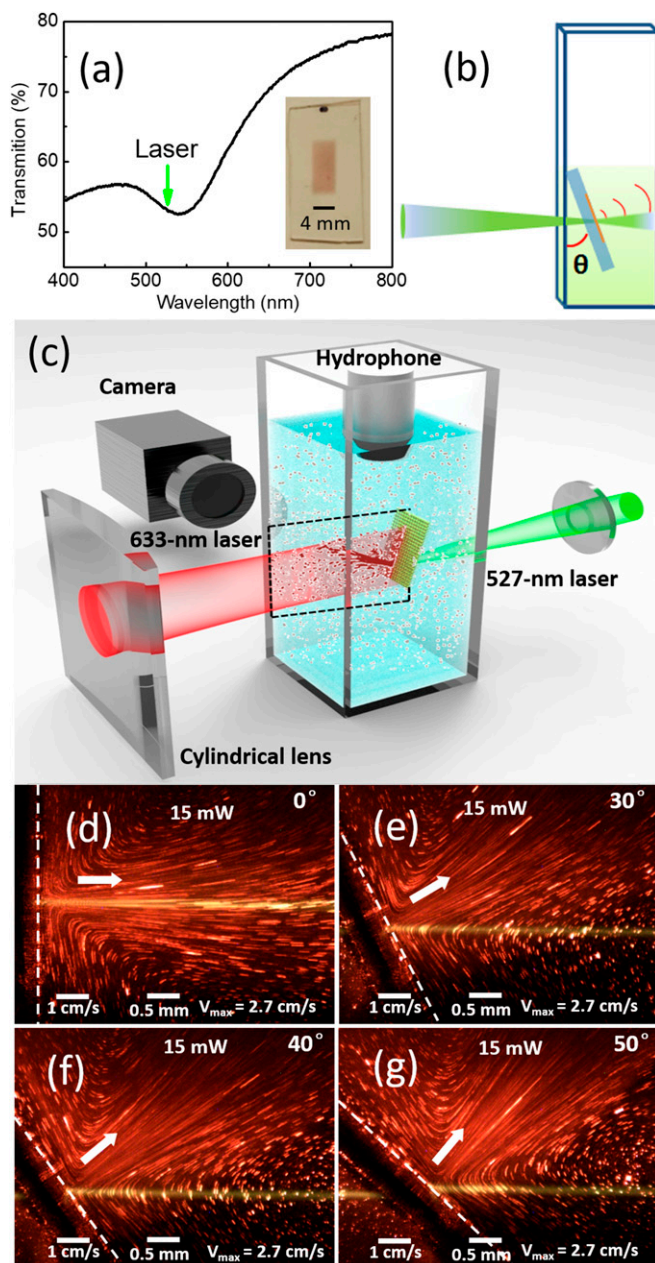 (a)
80
70
60
50
Transmition (%)
Laser
4 mm
400 500 600 700 800
Wavelength (nm)
(b)
θ
(c)
Hydrophone
Camera
633-nm laser
527-nm laser
Cylindrical lens
(d) 15 mW 0°
1 cm/s 0.5 mm Vmax = 2.7 cm/s
(e) 15 mW 30°
1 cm/s 0.5 mm Vmax = 2.7 cm/s
(f) 15 mW 40°
1 cm/s 0.5 mm Vmax = 2.7 cm/s
(g) 15 mW 50°
1 cm/s 0.5 mm Vmax = 2.7 cm/s